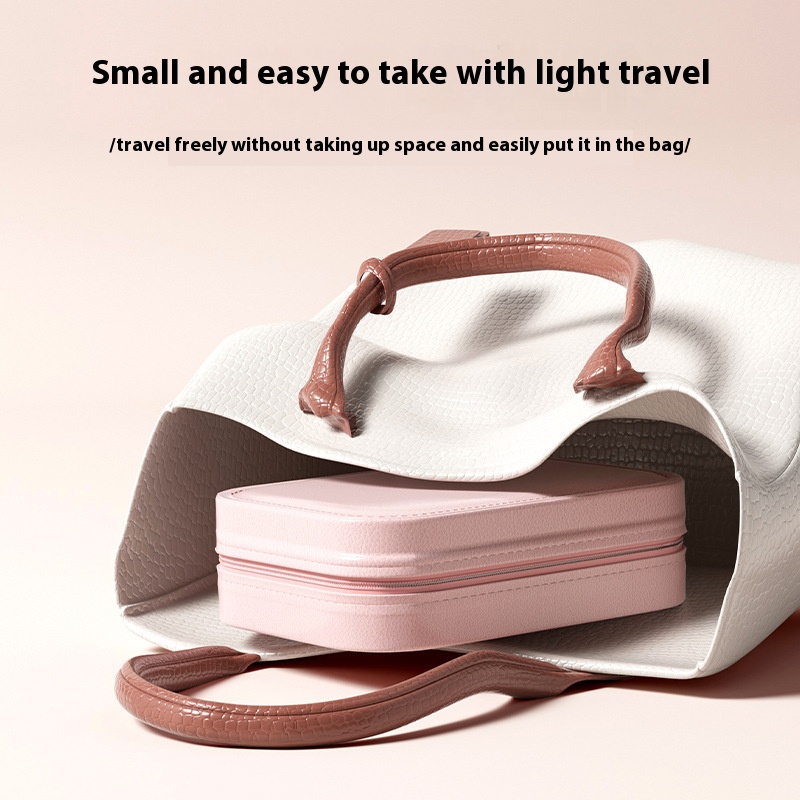 Small and easy to take with light travel
/travel freely without taking up space and easily put it in the bag/